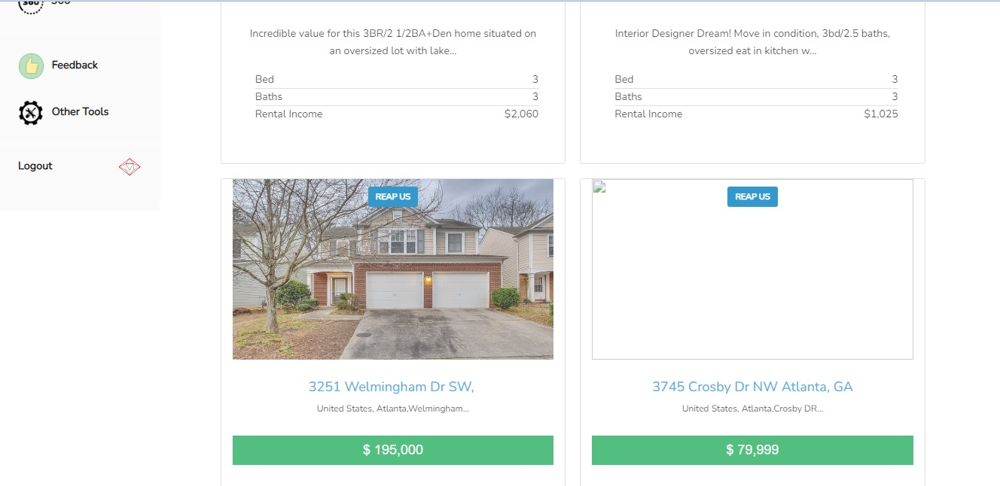 360
Feedback
Other Tools
Logout
Incredible value for this 3BR/2 1/2BA+Den home situated on
an oversized lot with lake...
Bed 3
Baths 3
Rental Income $2,060
Interior Designer Dream! Move in condition, 3bd/2.5 baths,
oversized eat in kitchen w...
Bed 3
Baths 3
Rental Income $1,025
REAP US
3251 Welmingham Dr SW,
United States, Atlanta,Welmingham...
$ 195,000
REAP US
3745 Crosby Dr NW Atlanta, GA
United States, Atlanta,Crosby DR...
$ 79,999